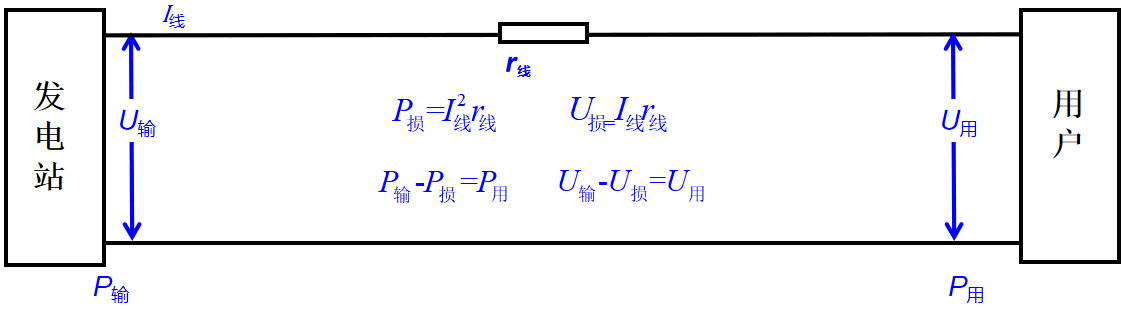 I线
r线
发电站
U输
P损=I²线r线
U损=I线r线
U用
用户
P输-P损=P用
U输-U损=U用
P输
P用